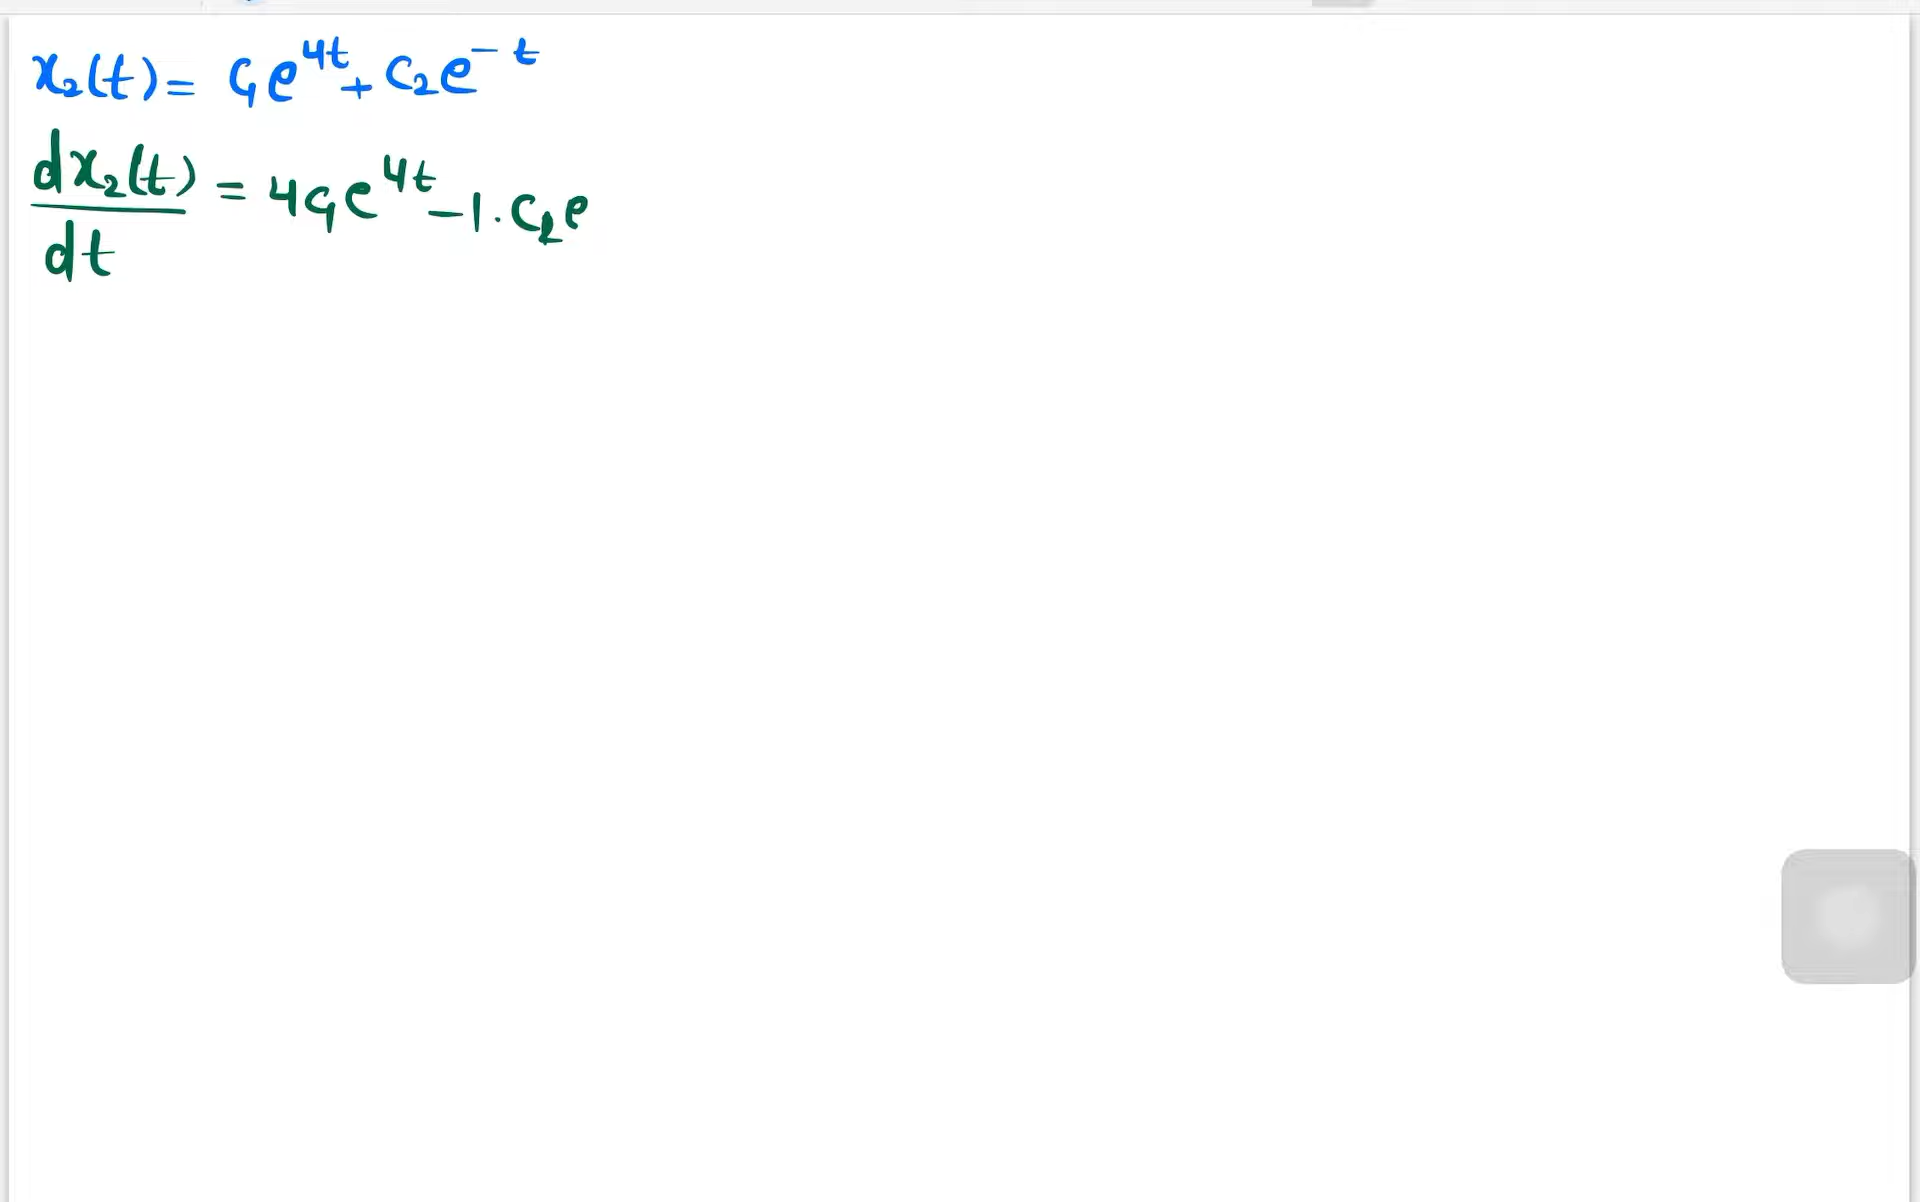 x₂(t) = c₁e^{4t} + c₂e^{-t}
dx₂(t)/dt = 4c₁e^{4t} - 1.c₂e